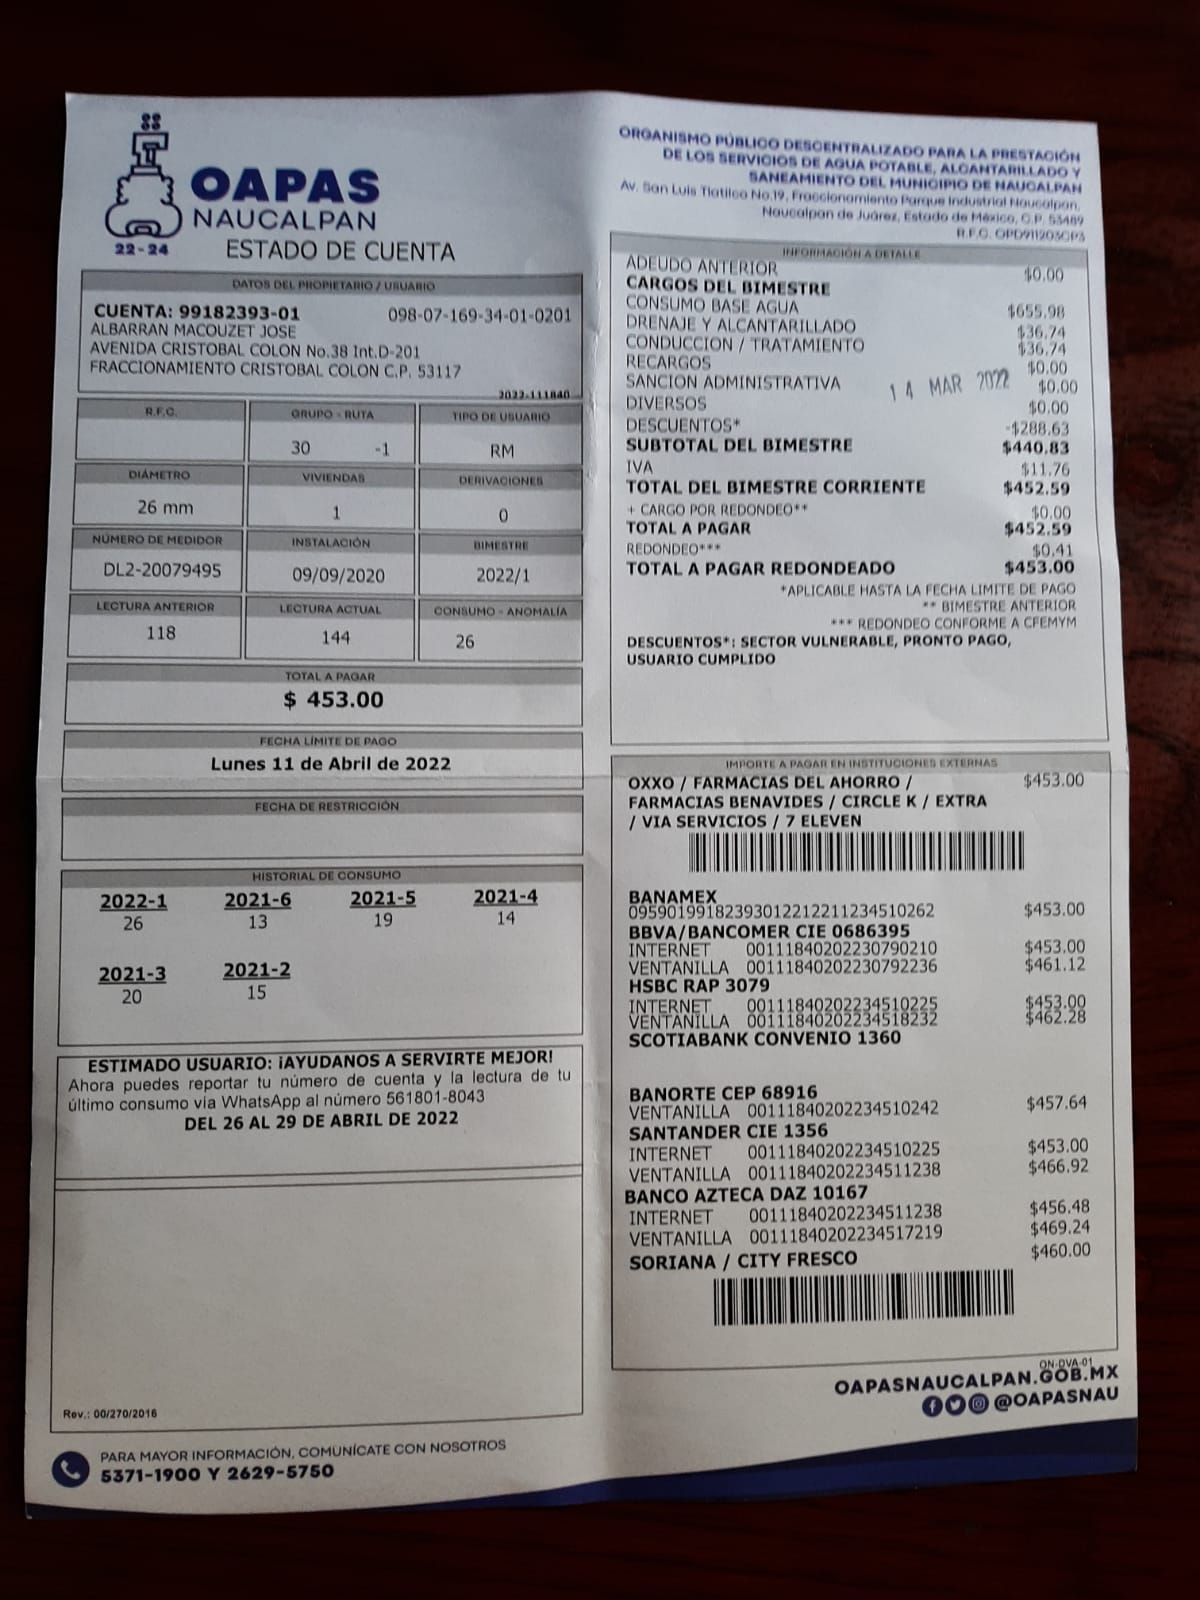 OAPAS
NAUCALPAN
22-24
ESTADO DE CUENTA
DATOS DEL PROPIETARIO / USUARIO
CUENTA: 99182393-01 098-07-169-34-01-0201
ALBARRAN MACOUZET JOSE
AVENIDA CRISTOBAL COLON No.38 Int.D-201
FRACCIONAMIENTO CRISTOBAL COLON C.P. 53117
2022-111840
R.F.C. GRUPO - RUTA TIPO DE USUARIO
30 -1 RM
DIÁMETRO VIVIENDAS DERIVACIONES
26 mm 1 0
NÚMERO DE MEDIDOR INSTALACIÓN BIMESTRE
DL2-20079495 09/09/2020 2022/1
LECTURA ANTERIOR LECTURA ACTUAL CONSUMO - ANOMALÍA
118 144 26
TOTAL A PAGAR
$ 453.00
FECHA LÍMITE DE PAGO
Lunes 11 de Abril de 2022
FECHA DE RESTRICCIÓN
HISTORIAL DE CONSUMO
2022-1 2021-6 2021-5 2021-4
26 13 19 14
2021-3 2021-2
20 15
ESTIMADO USUARIO: ¡AYUDANOS A SERVIRTE MEJOR!
Ahora puedes reportar tu número de cuenta y la lectura de tu
último consumo via WhatsApp al número 561801-8043
DEL 26 AL 29 DE ABRIL DE 2022
Rev.: 00/270/2016
PARA MAYOR INFORMACIÓN, COMUNÍCATE CON NOSOTROS
5371-1900 Y 2629-5750
ORGANISMO PÚBLICO DESCENTRALIZADO PARA LA PRESTACIÓN
DE LOS SERVICIOS DE AGUA POTABLE, ALCANTARILLADO Y
SANEAMIENTO DEL MUNICIPIO DE NAUCALPAN
Av. San Luis Tlatilco No.19, Fraccionamiento Parque Industrial Naucalpan,
Naucalpan de Juárez, Estado de México, C.P. 53489
R.F.C. OPD911203CP3
INFORMACIÓN A DETALLE
ADEUDO ANTERIOR $0.00
CARGOS DEL BIMESTRE
CONSUMO BASE AGUA $655.98
DRENAJE Y ALCANTARILLADO $36.74
CONDUCCION / TRATAMIENTO $36.74
RECARGOS $0.00
SANCION ADMINISTRATIVA 14 MAR 2022 $0.00
DIVERSOS $0.00
DESCUENTOS* -$288.63
SUBTOTAL DEL BIMESTRE $440.83
IVA $11.76
TOTAL DEL BIMESTRE CORRIENTE $452.59
+ CARGO POR REDONDEO** $0.00
TOTAL A PAGAR $452.59
REDONDEO*** $0.41
TOTAL A PAGAR REDONDEADO $453.00
*APLICABLE HASTA LA FECHA LIMITE DE PAGO
** BIMESTRE ANTERIOR
*** REDONDEO CONFORME A CFEMYM
DESCUENTOS*: SECTOR VULNERABLE, PRONTO PAGO,
USUARIO CUMPLIDO
IMPORTE A PAGAR EN INSTITUCIONES EXTERNAS
OXXO / FARMACIAS DEL AHORRO / $453.00
FARMACIAS BENAVIDES / CIRCLE K / EXTRA
/ VIA SERVICIOS / 7 ELEVEN
BANAMEX
09590199182393012212211234510262 $453.00
BBVA/BANCOMER CIE 0686395
INTERNET 00111840202230790210 $453.00
VENTANILLA 00111840202230792236 $461.12
HSBC RAP 3079
INTERNET 00111840202234510225 $453.00
VENTANILLA 00111840202234518232 $462.28
SCOTIABANK CONVENIO 1360
BANORTE CEP 68916
VENTANILLA 00111840202234510242 $457.64
SANTANDER CIE 1356
INTERNET 00111840202234510225 $453.00
VENTANILLA 00111840202234511238 $466.92
BANCO AZTECA DAZ 10167
INTERNET 00111840202234511238 $456.48
VENTANILLA 00111840202234517219 $469.24
SORIANA / CITY FRESCO $460.00
ON-DVA-01
OAPASNAUCALPAN.GOB.MX
@OAPASNAU